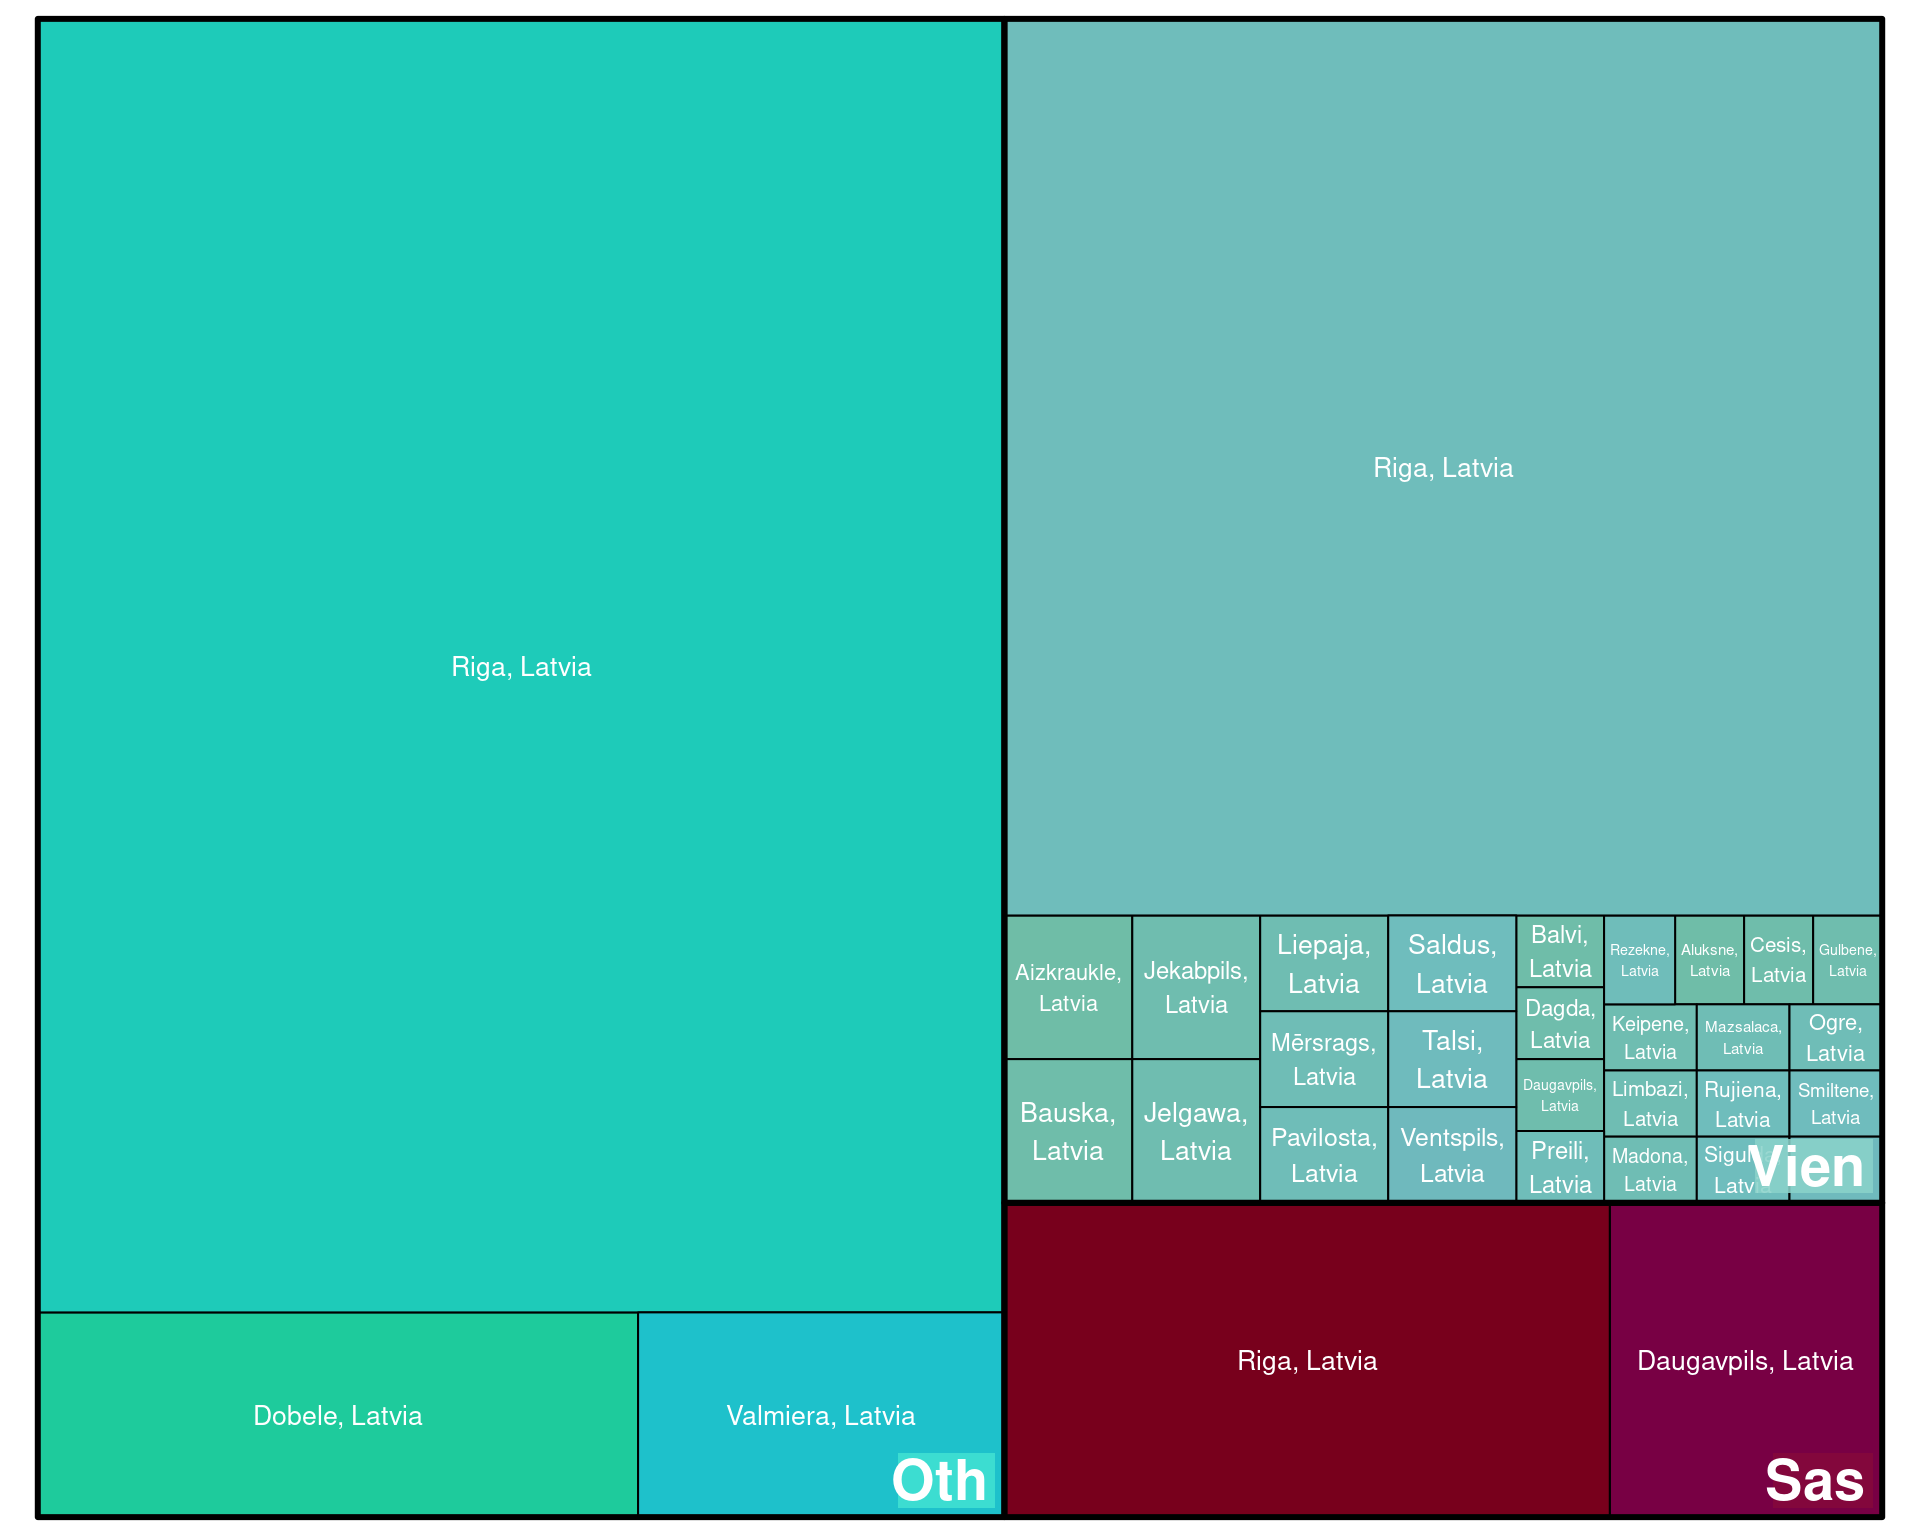 Riga, Latvia
Dobele, Latvia
Valmiera, Latvia
Oth
Riga, Latvia
Aizkraukle,
Latvia
Bauska,
Latvia
Jekabpils,
Latvia
Jelgawa,
Latvia
Liepaja,
Latvia
Mērsrags,
Latvia
Pavilosta,
Latvia
Saldus,
Latvia
Talsi,
Latvia
Ventspils,
Latvia
Balvi,
Latvia
Dagda,
Latvia
Daugavpils,
Latvia
Preili,
Latvia
Rezekne,
Latvia
Aluksne,
Latvia
Cesis,
Latvia
Gulbene,
Latvia
Keipene,
Latvia
Limbazi,
Latvia
Madona,
Latvia
Mazsalaca,
Latvia
Rujiena,
Latvia
Ogre,
Latvia
Smiltene,
Latvia
Vien
Riga, Latvia
Daugavpils, Latvia
Sas